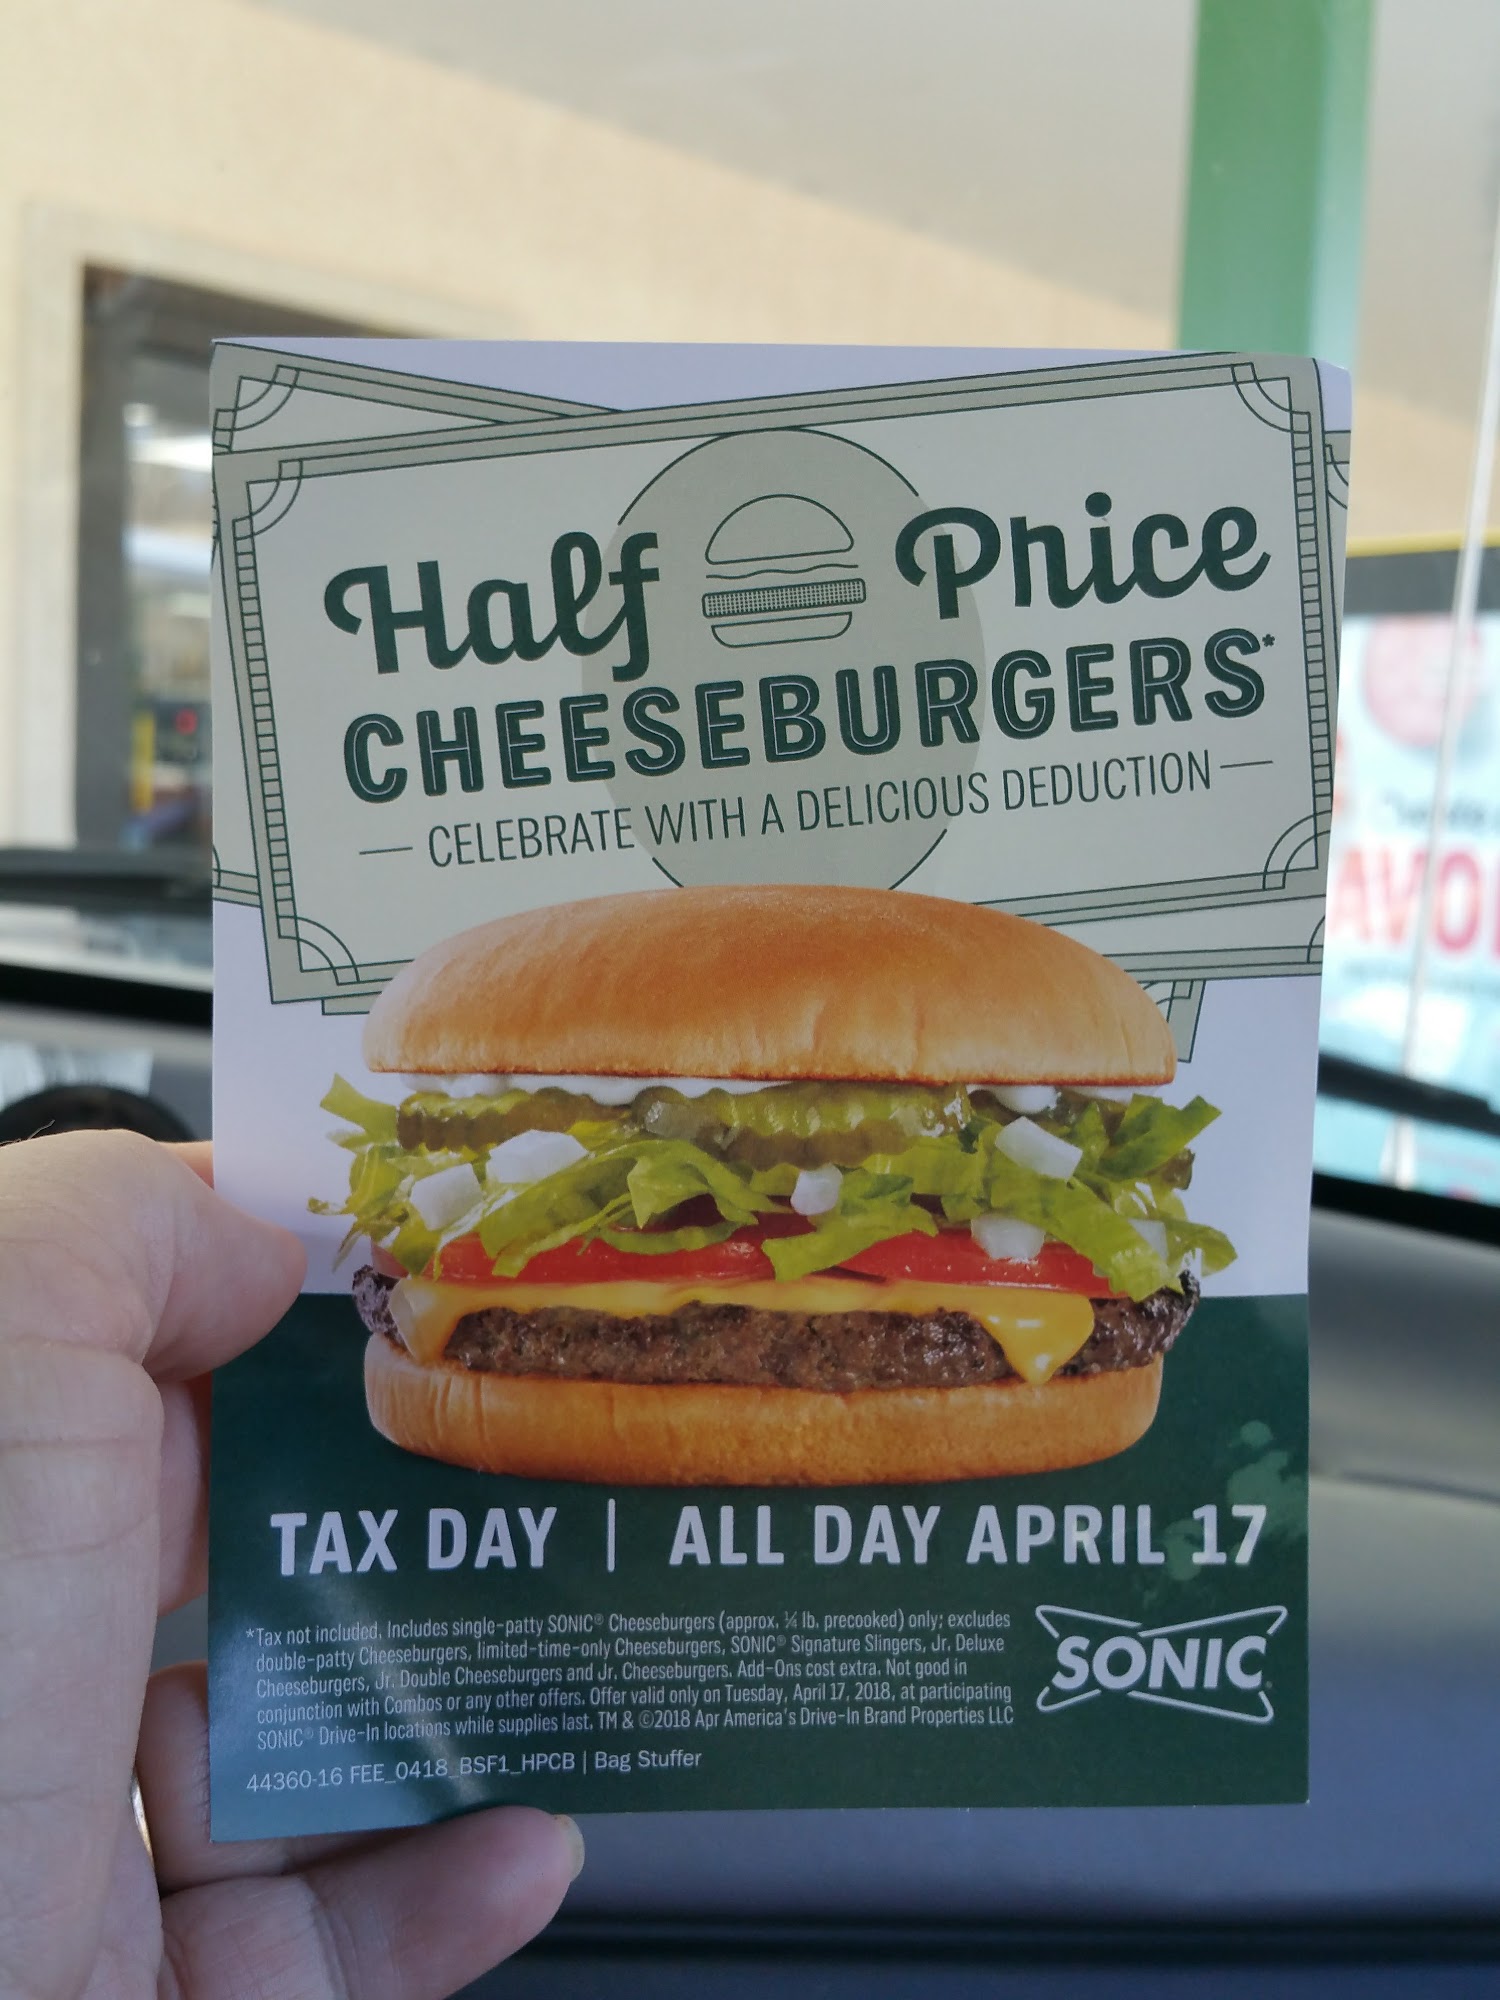 Half Price
CHEESEBURGERS*
— CELEBRATE WITH A DELICIOUS DEDUCTION —
TAX DAY | ALL DAY APRIL 17
*Tax not included. Includes single-patty SONIC® Cheeseburgers (approx. ¼ lb. precooked) only; excludes
double-patty Cheeseburgers, limited-time-only Cheeseburgers, SONIC® Signature Slingers, Jr. Deluxe
Cheeseburgers, Jr. Double Cheeseburgers and Jr. Cheeseburgers. Add-Ons cost extra. Not good in
conjunction with Combos or any other offers. Offer valid only on Tuesday, April 17, 2018, at participating
SONIC® Drive-In locations while supplies last. TM & ©2018 Apr America's Drive-In Brand Properties LLC
44360-16 FEE_0418_BSF1_HPCB | Bag Stuffer
SONIC